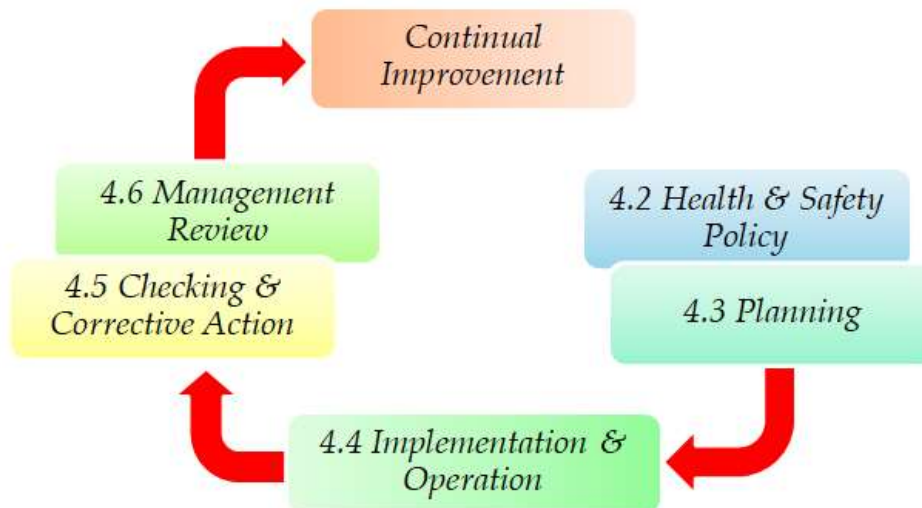 Continual
Improvement
4.6 Management
Review
4.2 Health & Safety
Policy
4.5 Checking &
Corrective Action
4.3 Planning
4.4 Implementation &
Operation